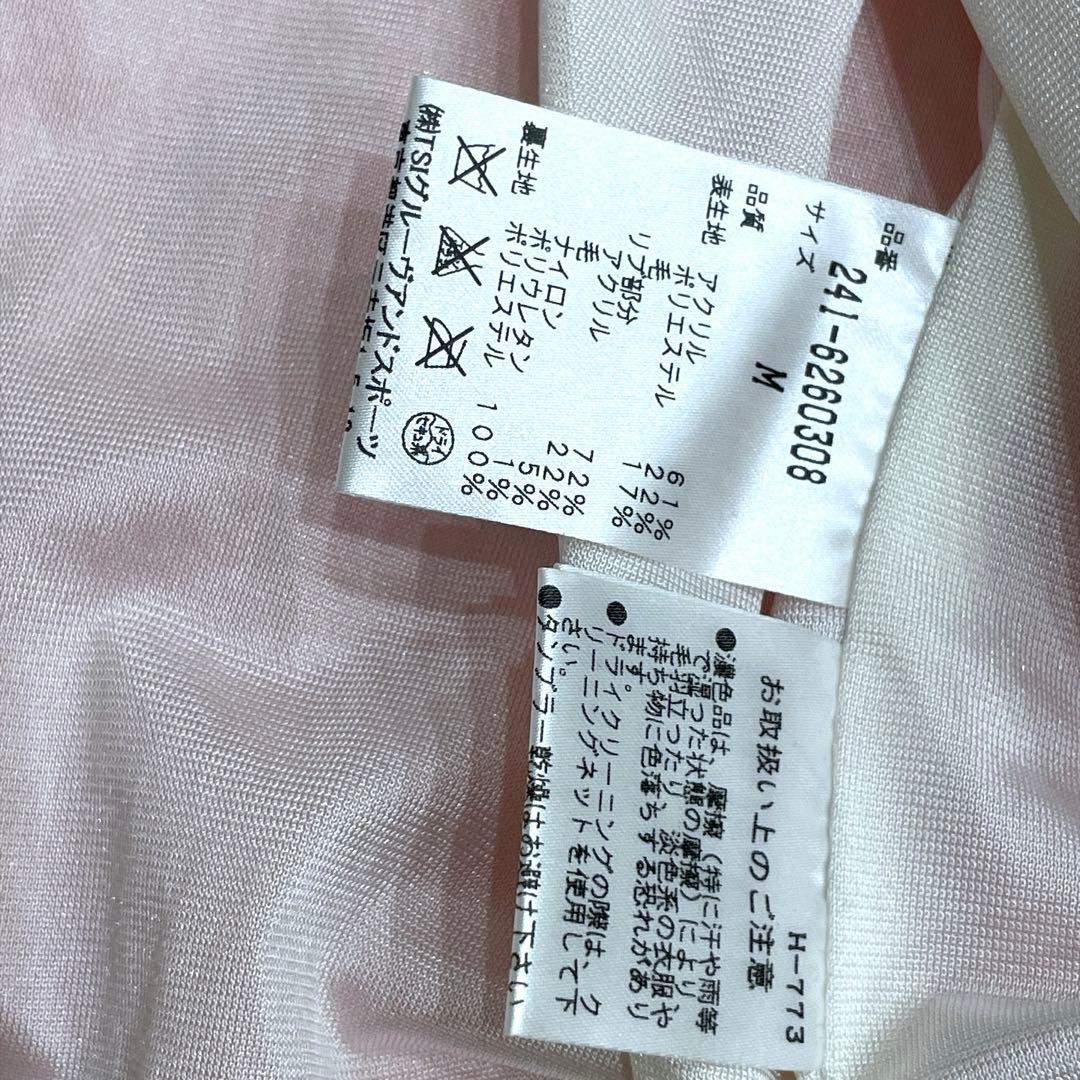 品番
241-6260308
サイズ M
品質
表生地
アクリル 61%
ポリエステル 22%
毛 17%
リブ部分
アクリル 72%
毛 22%
ナイロン 5%
ポリウレタン 1%
裏生地
ポリエステル 100%
ドライ
セキユ系
(株)TSIグルーヴアンドスポーツ
H-773
お取扱い上のご注意
●濃色品は、摩擦(特に汗や雨等
で湿った状態の摩擦)により
毛羽立ったり、淡色系の衣服や
持ち物に色落ちする恐れがあり
ます。
●ドライクリーニングの際は、ク
リーニングネットを使用して下
さい。
●タンブラー乾燥はお避け下さい